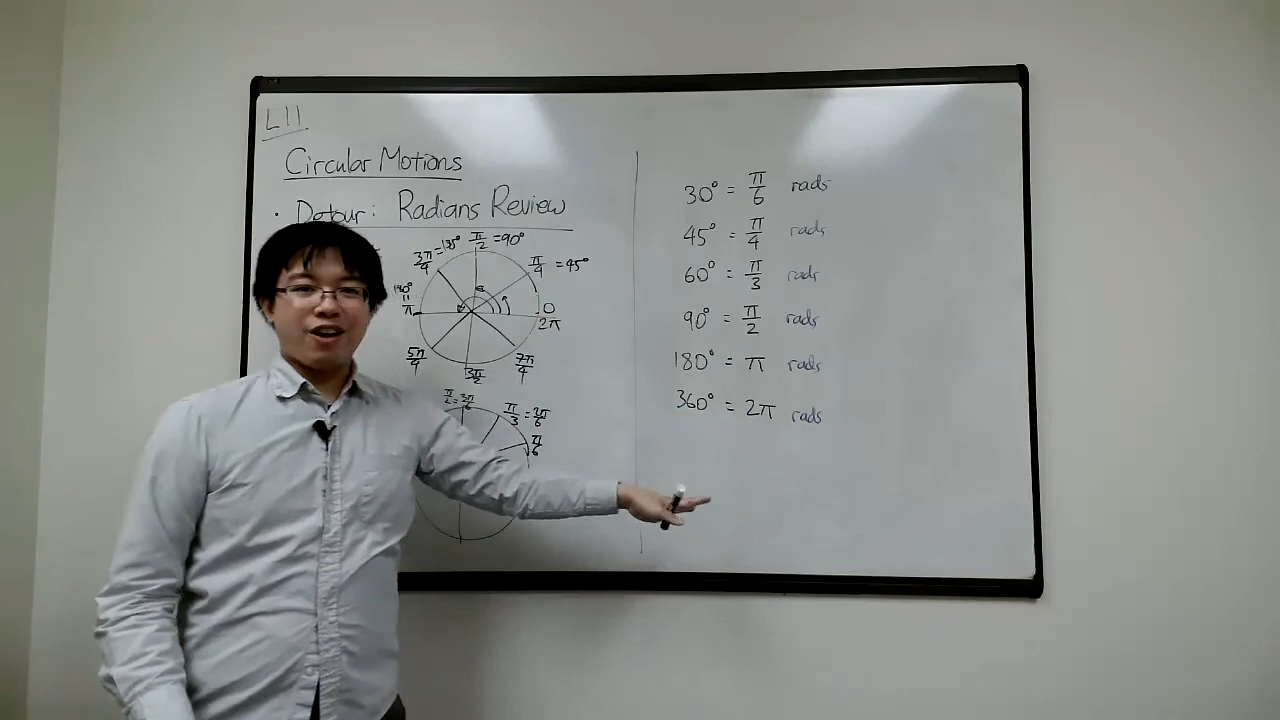 L11
Circular Motions
· Detour: Radians Review
3π/4 = 135°
π/2 = 90°
π/4 = 45°
180°
=
π
0
2π
5π/4
3π/2
7π/4
π/2 = 3π/6
π/3 = 2π/6
π/6
30° = π/6 rads
45° = π/4 rads
60° = π/3 rads
90° = π/2 rads
180° = π rads
360° = 2π rads